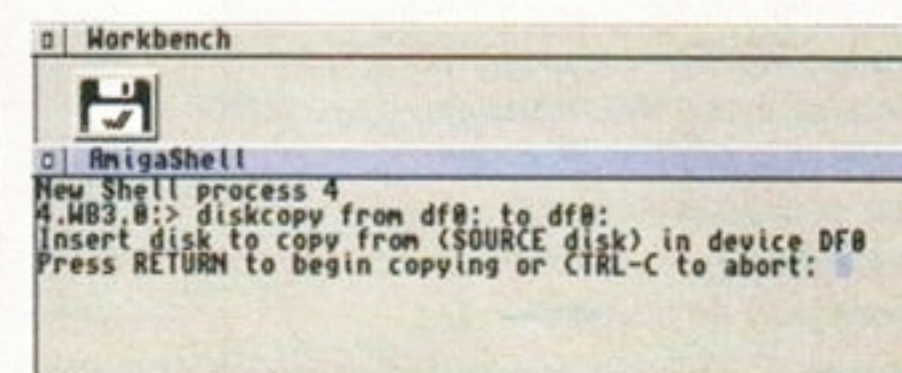 Workbench
AmigaShell
New Shell process 4
4.WB3.0:> diskcopy from df0: to df0:
Insert disk to copy from (SOURCE disk) in device DF0
Press RETURN to begin copying or CTRL-C to abort: